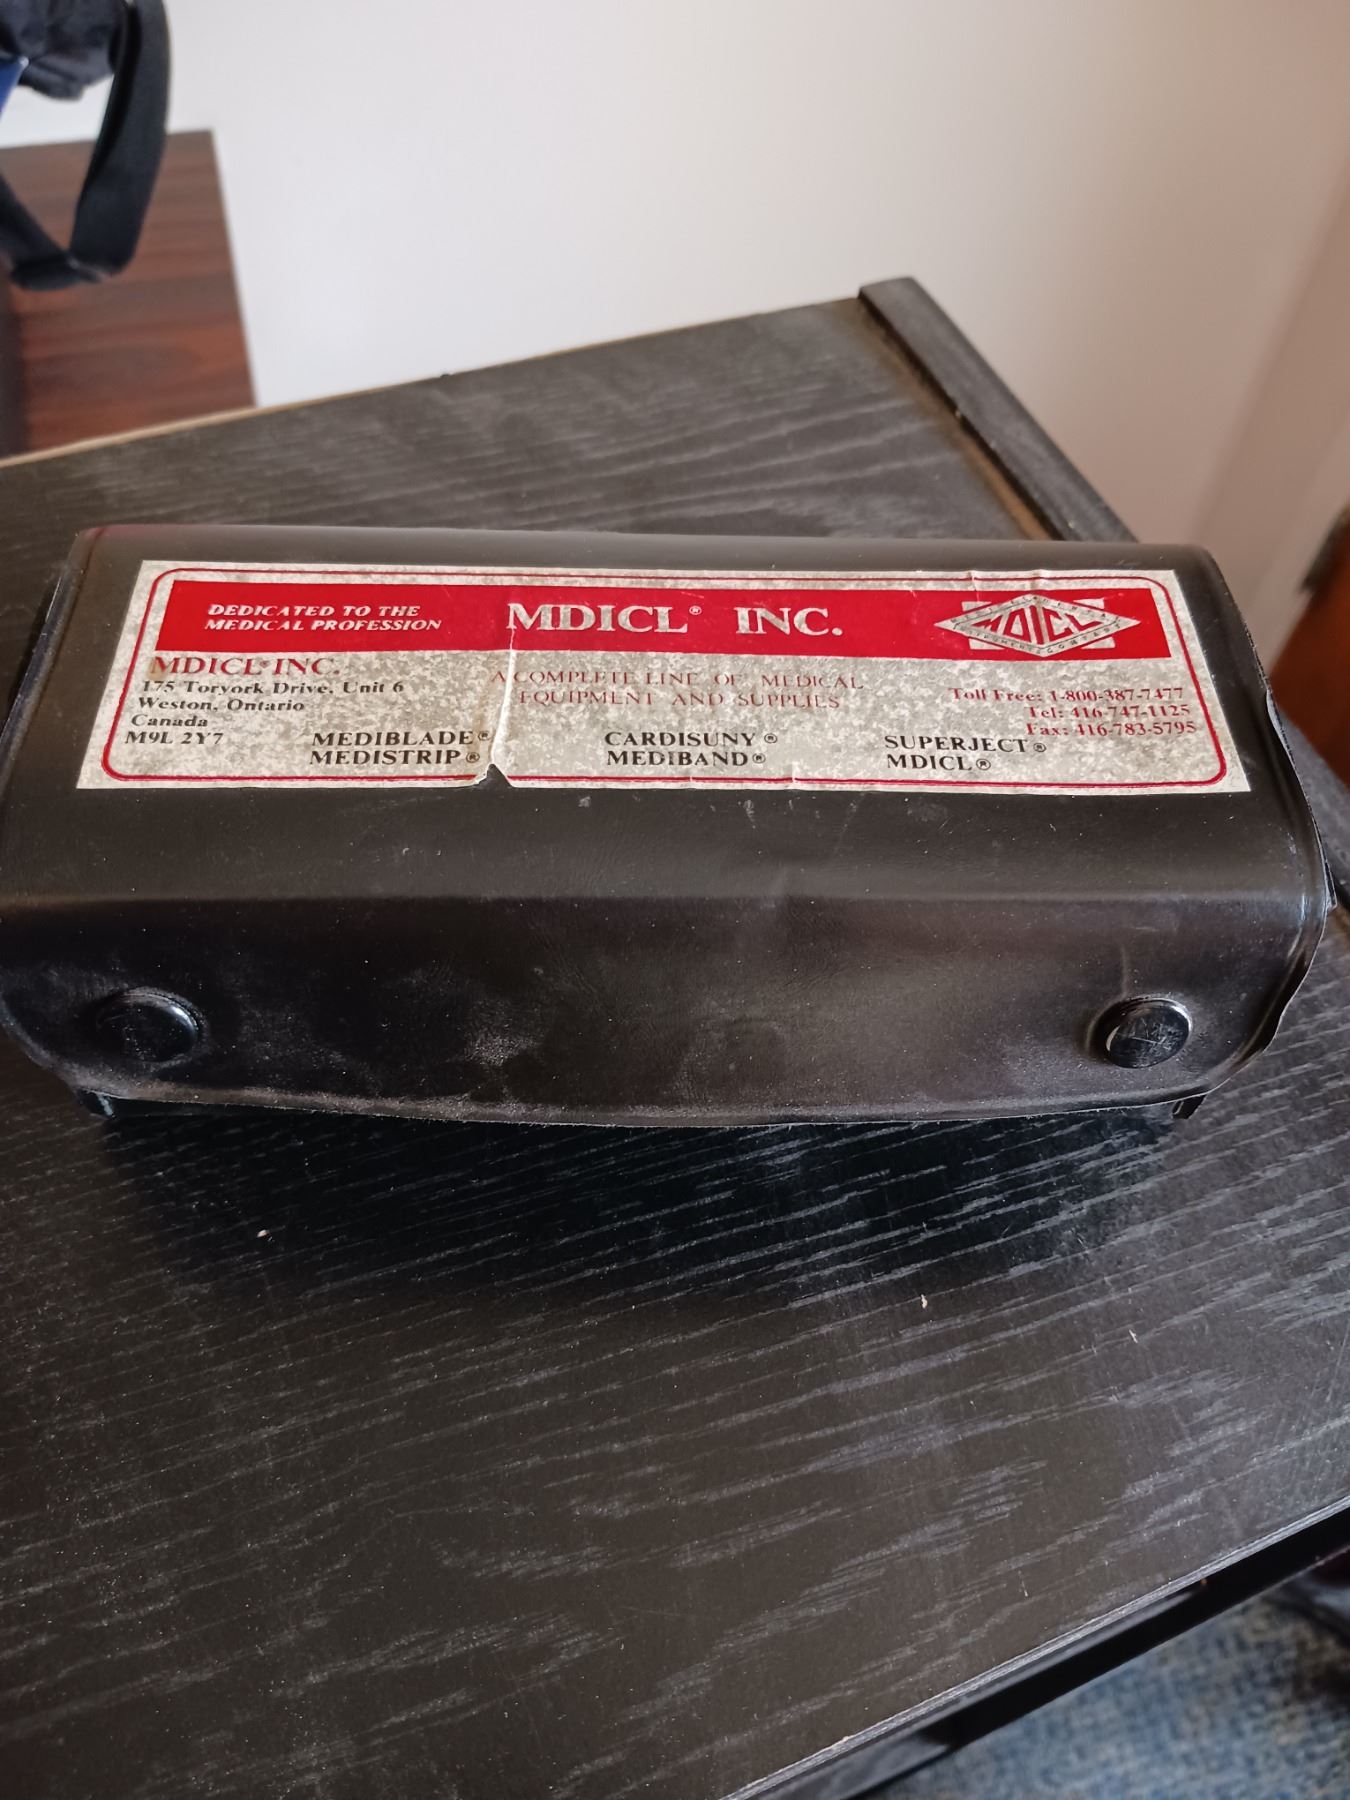 DEDICATED TO THE
MEDICAL PROFESSION
MDICL® INC.
MDICL
MDICL® INC.
175 Toryork Drive, Unit 6
Weston, Ontario
Canada
M9L 2Y7
A COMPLETE LINE OF MEDICAL
EQUIPMENT AND SUPPLIES
Toll Free: 1-800-387-7477
Tel: 416-747-1125
Fax: 416-783-5795
MEDIBLADE® CARDISUNY® SUPERJECT®
MEDISTRIP® MEDIBAND® MDICL®